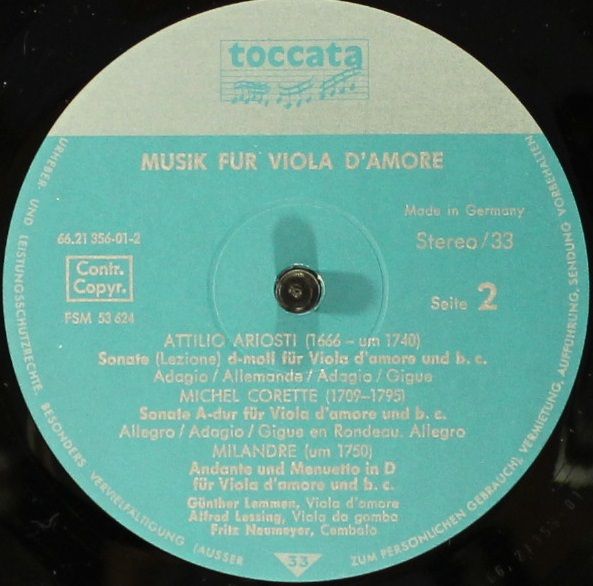 toccata
MUSIK FÜR VIOLA D'AMORE
Made in Germany
66.21 356-01-2
Stereo/33
Contr.
Copyr.
Seite 2
FSM 53 624
ATTILIO ARIOSTI (1666 – um 1740)
Sonate (Lezione) d-moll für Viola d'amore und b. c.
Adagio / Allemande / Adagio / Gigue
MICHEL CORETTE (1709–1795)
Sonate A-dur für Viola d'amore und b. c.
Allegro / Adagio / Gigue en Rondeau. Allegro
MILANDRE (um 1750)
Andante und Menuetto in D
für Viola d'amore und b. c.
Günther Lemmen, Viola d'amore
Alfred Lessing, Viola da gamba
Fritz Neumeyer, Cembalo
33
URHEBER- UND LEISTUNGSSCHUTZRECHTE. BESONDERS VERVIELFÄLTIGUNG (AUSSER ZUM PERSÖNLICHEN GEBRAUCH), VERMIETUNG, AUFFÜHRUNG, SENDUNG VORBEHALTEN